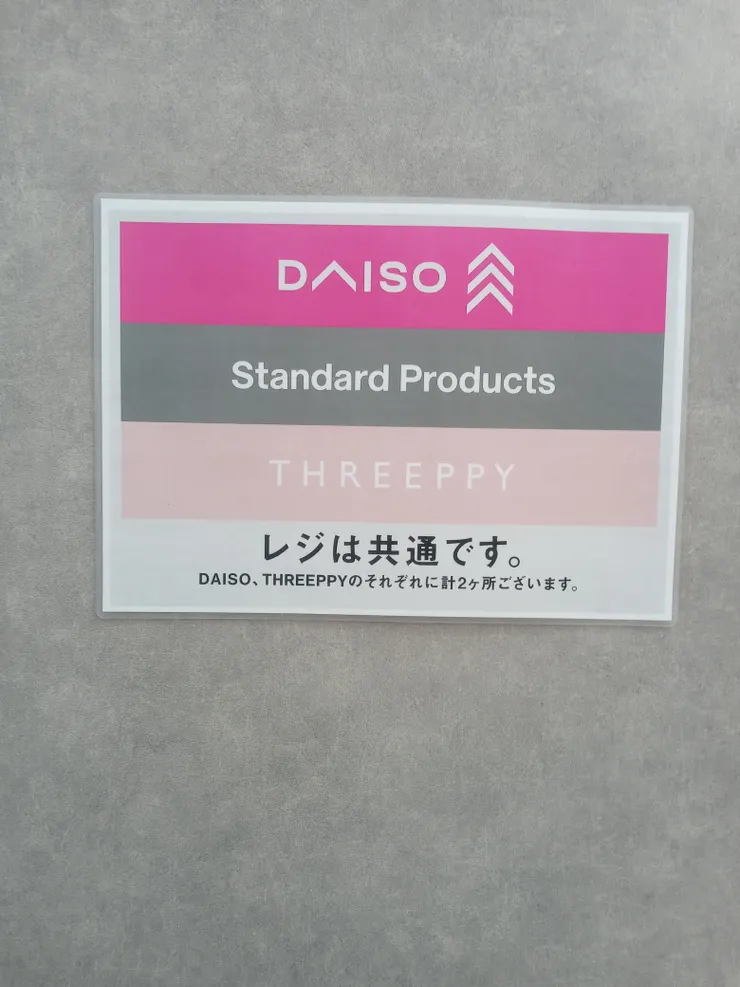 DAISO
Standard Products
THREEPPY
レジは共通です。
DAISO、THREEPPYのそれぞれに計2ヶ所ございます。